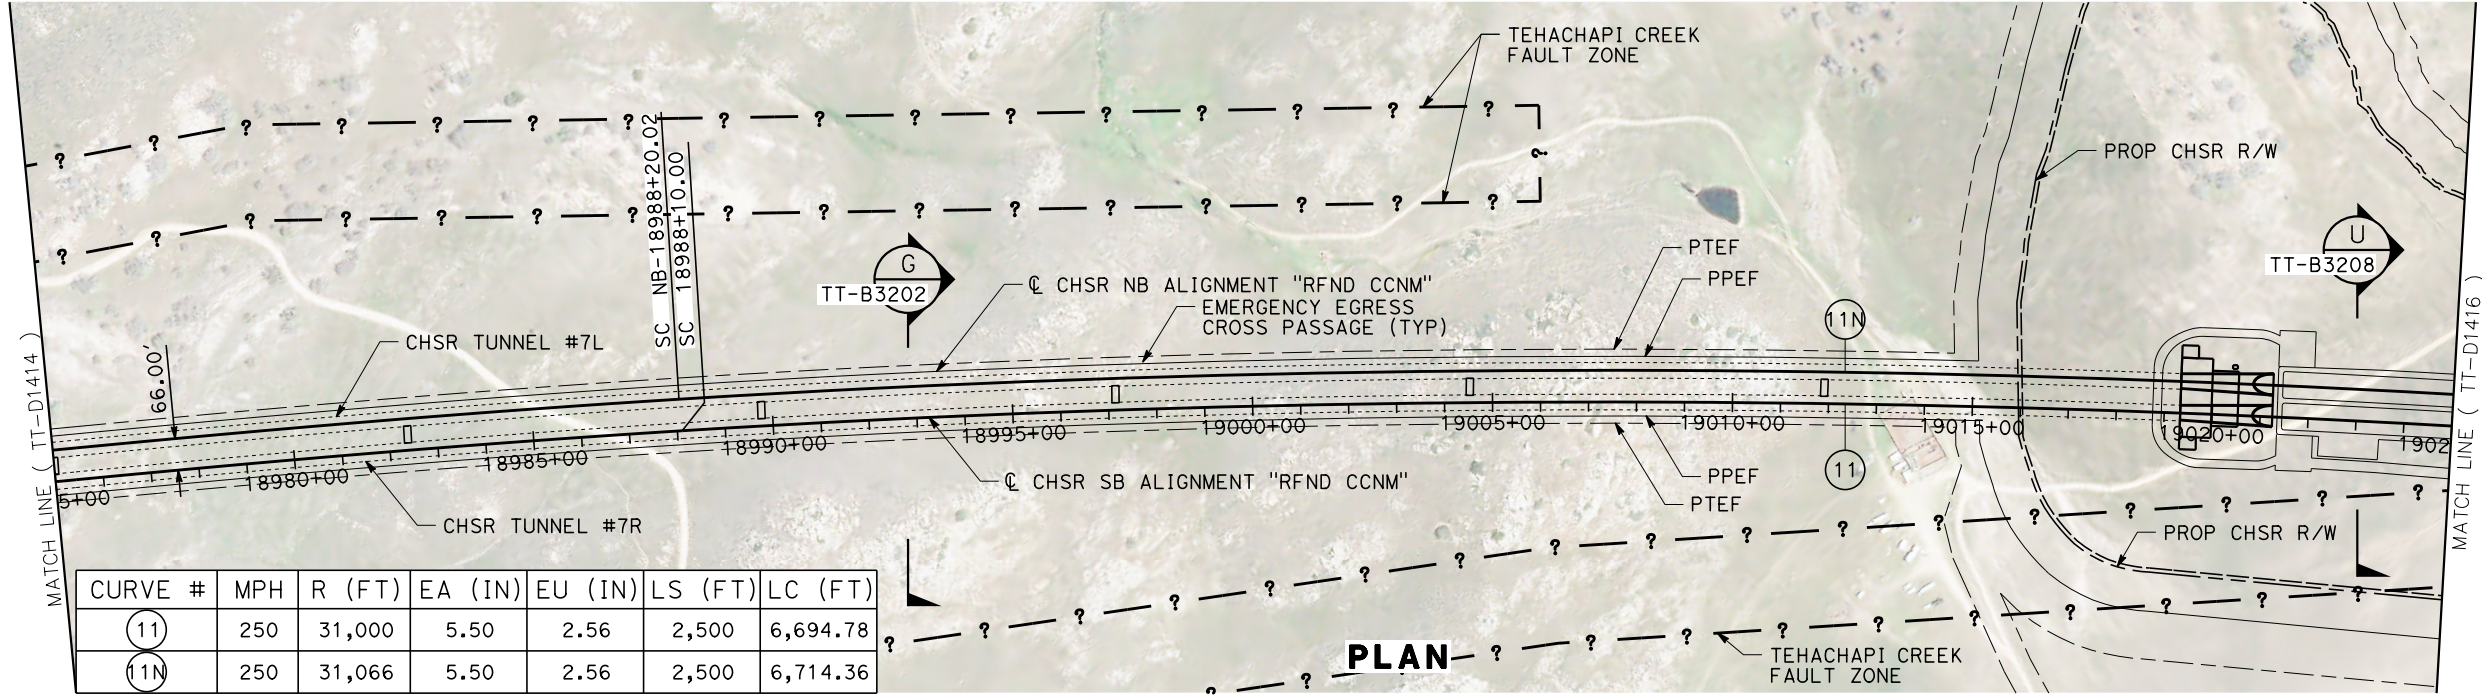 TEHACHAPI CREEK
FAULT ZONE
SC NB-18988+20.02
SC 18988+10.00
PROP CHSR R/W
G
TT-B3202
U
TT-B3208
PTEF
PPEF
℄ CHSR NB ALIGNMENT "RFND CCNM"
EMERGENCY EGRESS
CROSS PASSAGE (TYP)
11N
CHSR TUNNEL #7L
66.00'
MATCH LINE ( TT-D1414 )
MATCH LINE ( TT-D1416 )
5+00
18980+00
18985+00
18990+00
18995+00
19000+00
19005+00
19010+00
19015+00
19020+00
1902
11
℄ CHSR SB ALIGNMENT "RFND CCNM"
PPEF
PTEF
CHSR TUNNEL #7R
PROP CHSR R/W
CURVE # MPH R (FT) EA (IN) EU (IN) LS (FT) LC (FT)
11 250 31,000 5.50 2.56 2,500 6,694.78
11N 250 31,066 5.50 2.56 2,500 6,714.36
PLAN
TEHACHAPI CREEK
FAULT ZONE
? ? ? ? ? ? ? ? ? ? ? ? ? ? ? ?
?
? ? ? ? ? ? ? ? ? ? ? ? ? ? ? ?
? ? ? ? ? ? ? ? ? ? ? ? ? ? ? ? ?
? ? ? ? ? ? ? ? ? ? ? ? ?